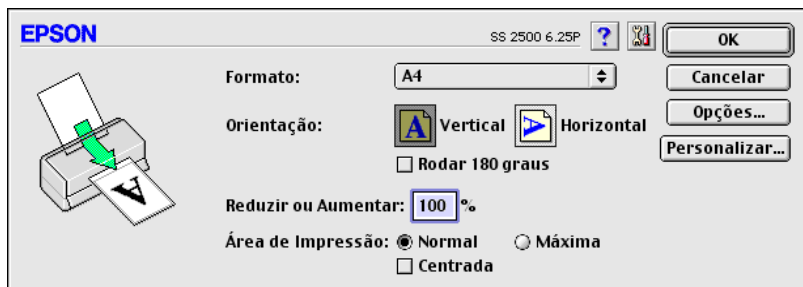 EPSON
SS 2500 6.25P ?
OK
Formato: A4
Cancelar
Orientação: A Vertical A Horizontal
Opções...
Rodar 180 graus
Personalizar...
A
Reduzir ou Aumentar: 100 %
Área de Impressão: Normal Máxima
Centrada